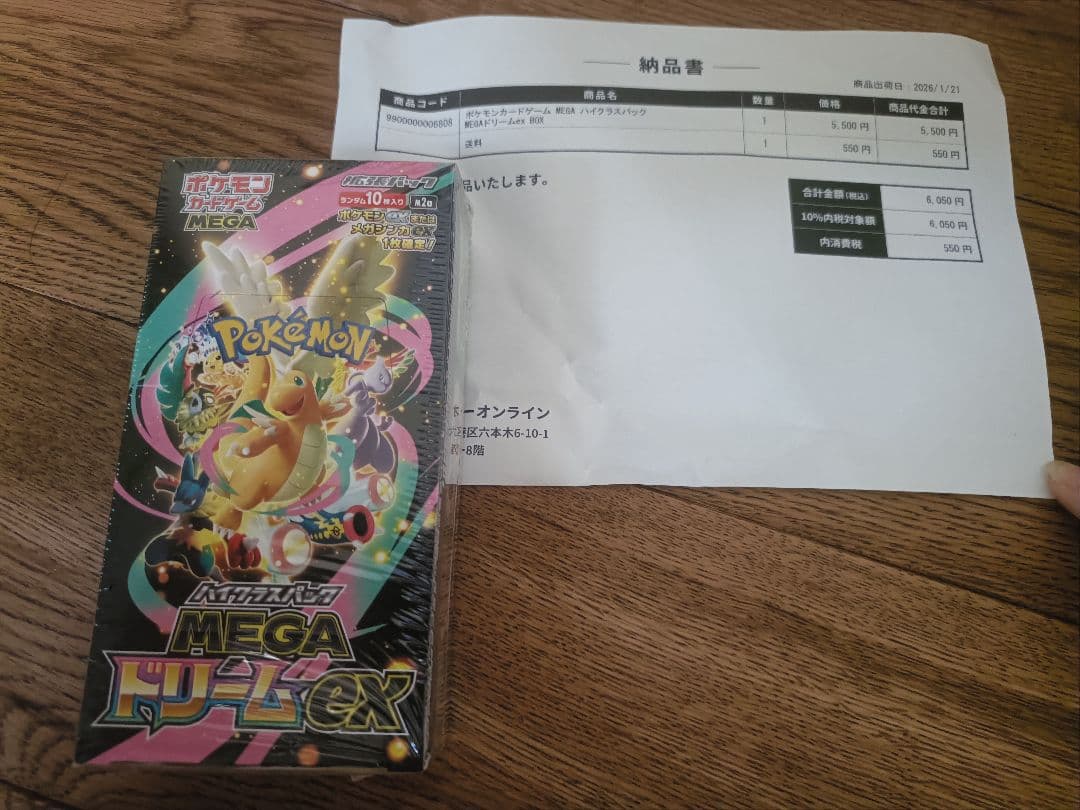 納品書
商品出荷日 : 2026/1/21
商品コード 商品名 数量 価格 商品代金合計
9900000006808 ポケモンカードゲーム MEGA ハイクラスパック 1 5,500 円 5,500 円
MEGAドリームex BOX
送料 1 550 円 550 円
品いたします。
合計金額(税込) 6,050 円
10%内税対象額 6,050 円
内消費税 550 円
ーオンライン
区六本木6-10-1
8階
ポケモン
カードゲーム
MEGA
拡張パック
ランダム10枚入り M2a
ポケモンexまたは
メガシンカex
1枚確定!
POKéMON
ハイクラスパック
MEGA
ドリームex